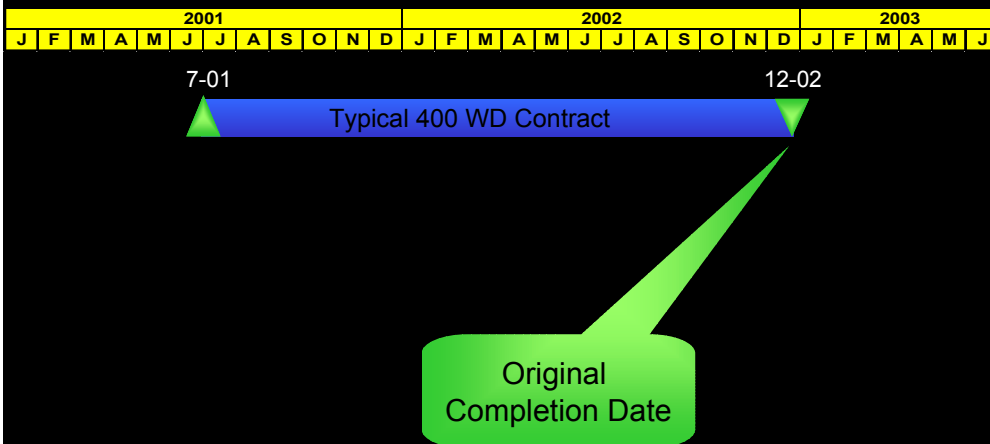 2001 2002 2003
J F M A M J J A S O N D J F M A M J J A S O N D J F M A M J
7-01 12-02
Typical 400 WD Contract
Original
Completion Date